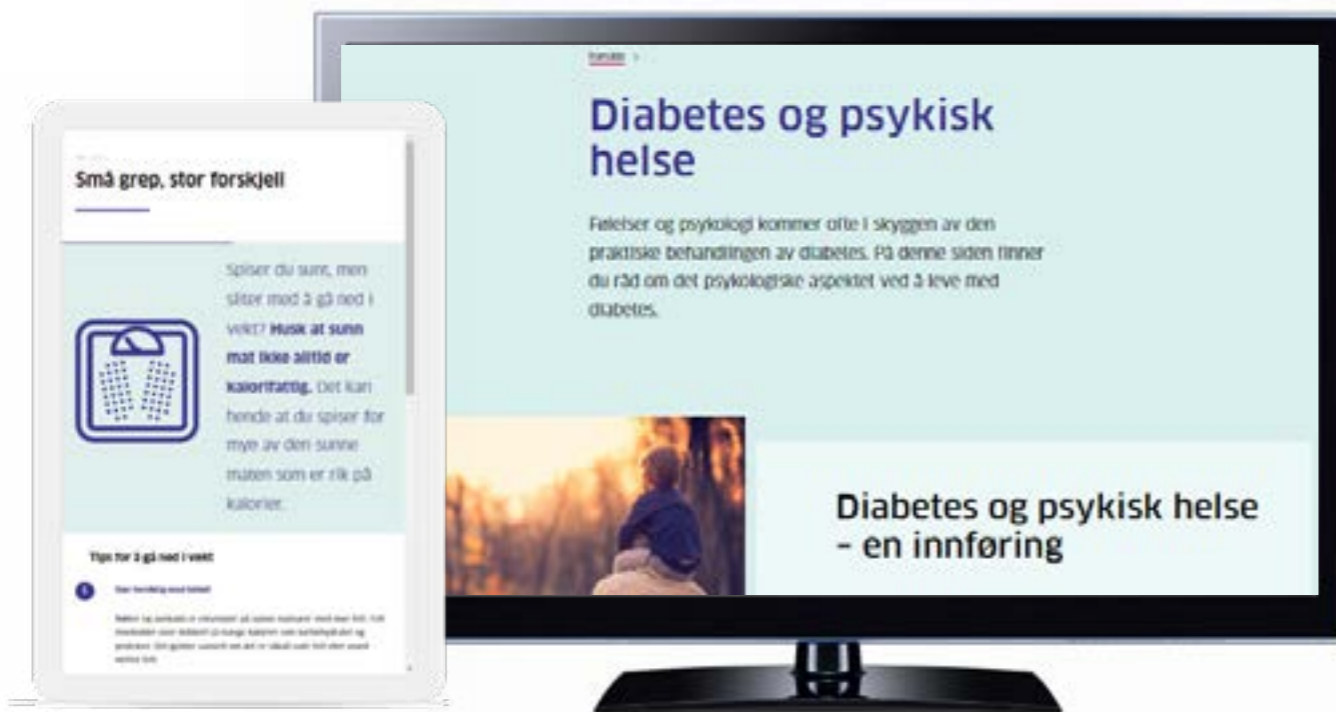 Små grep, stor forskjell
Spiser du sunt, men
sliter med å gå ned i
vekt? Husk at sunn
mat ikke alltid er
kalorifattig. Det kan
hende at du spiser for
mye av den sunne
maten som er rik på
kalorier.
Tips for å gå ned i vekt
Diabetes og psykisk
helse
Følelser og psykologi kommer ofte i skyggen av den
praktiske behandlingen av diabetes. På denne siden finner
du råd om det psykologiske aspektet ved å leve med
diabetes.
Diabetes og psykisk helse
– en innføring